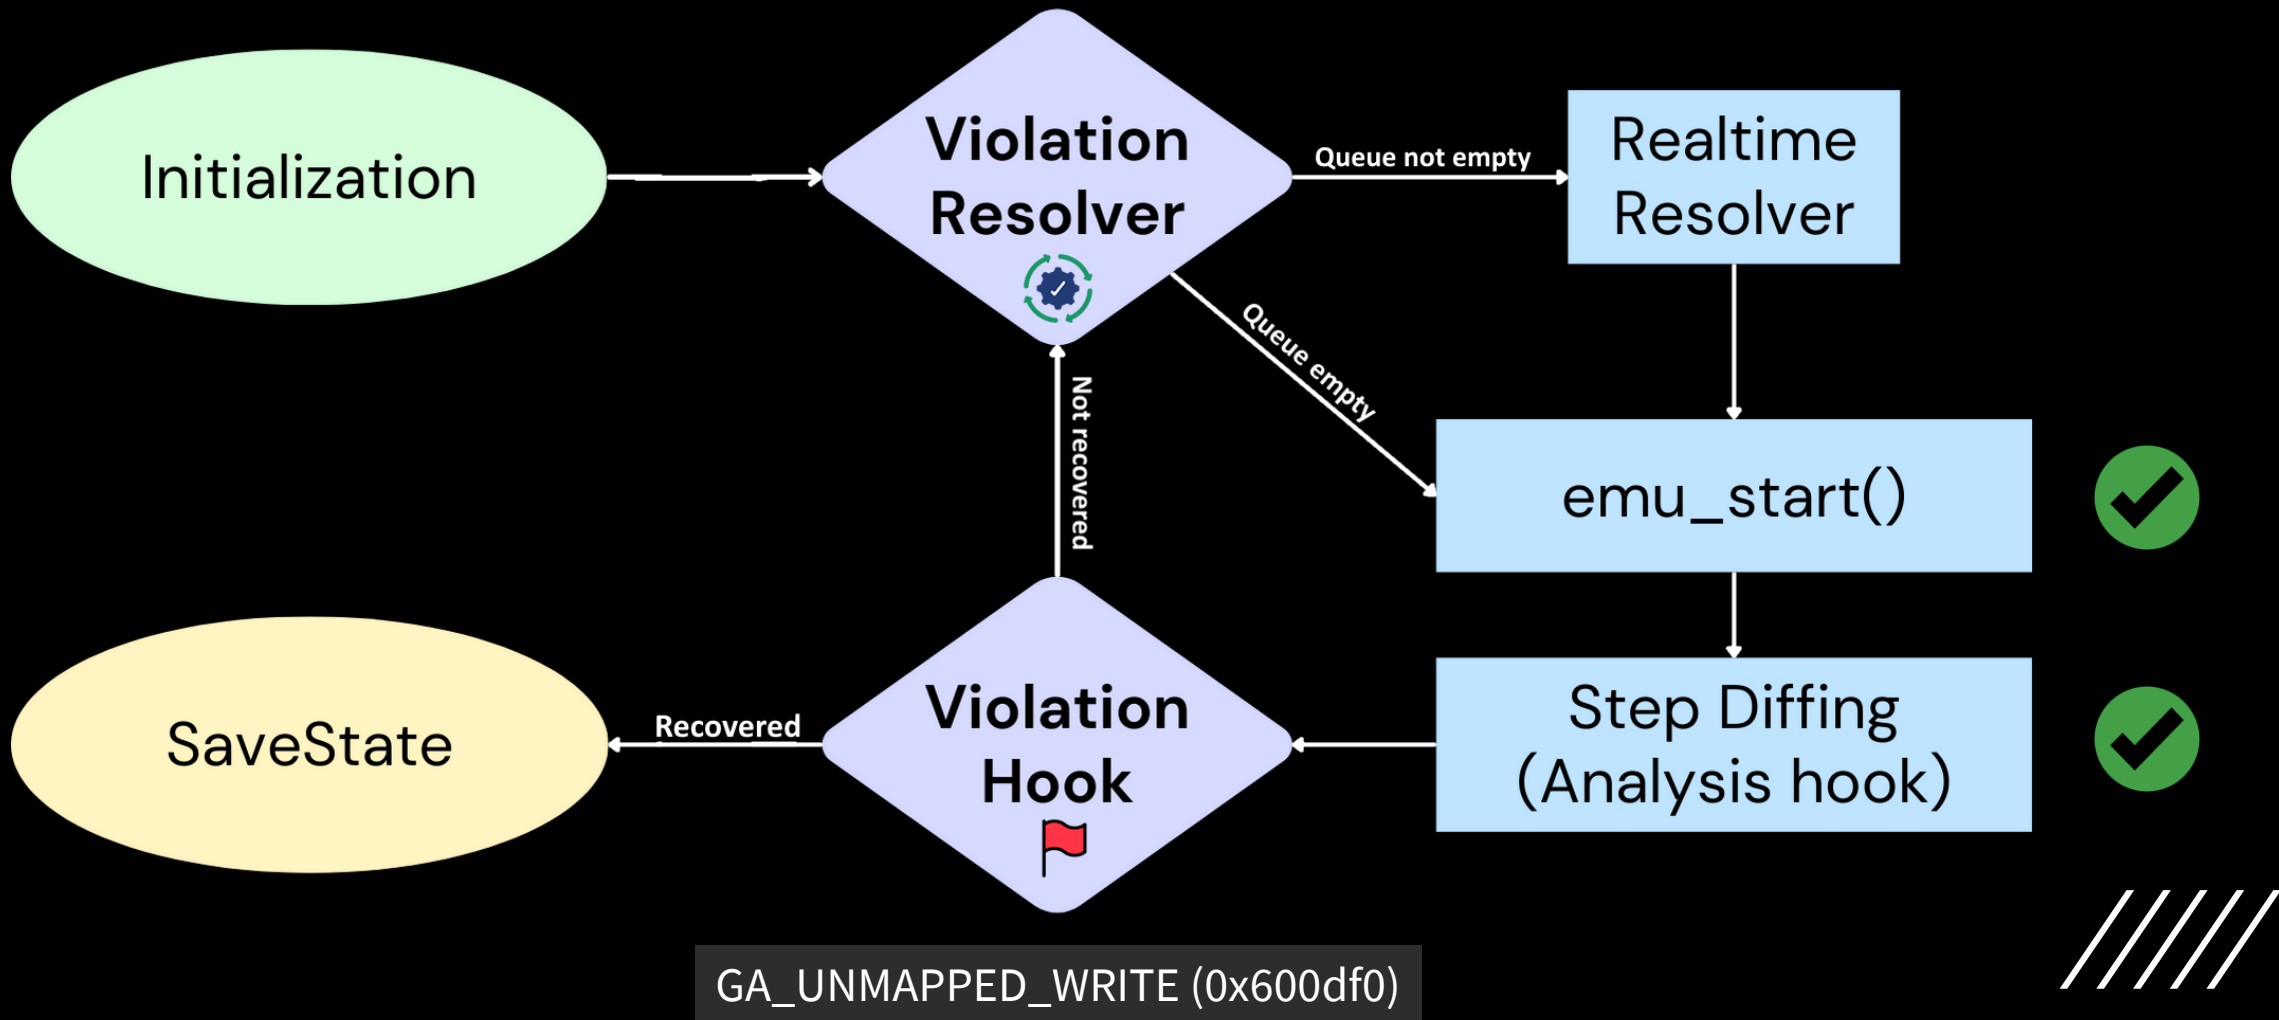 Initialization
Violation
Resolver
Queue not empty
Realtime
Resolver
Queue empty
Not recovered
emu_start()
SaveState
Recovered
Violation
Hook
Step Diffing
(Analysis hook)
GA_UNMAPPED_WRITE (0x600df0)